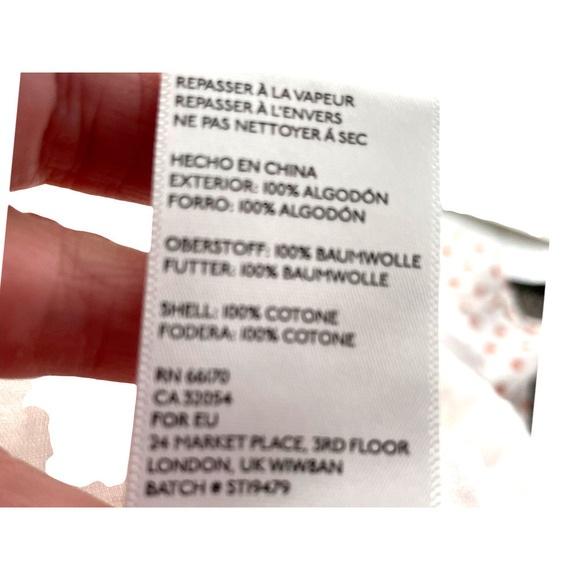 REPASSER À LA VAPEUR
REPASSER À L'ENVERS
NE PAS NETTOYER Á SEC
HECHO EN CHINA
EXTERIOR: 100% ALGODÓN
FORRO: 100% ALGODÓN
OBERSTOFF: 100% BAUMWOLLE
FUTTER: 100% BAUMWOLLE
SHELL: 100% COTONE
FODERA: 100% COTONE
RN 66170
CA 32054
FOR EU
24 MARKET PLACE, 3RD FLOOR
LONDON, UK W1W8AN
BATCH # ST19479